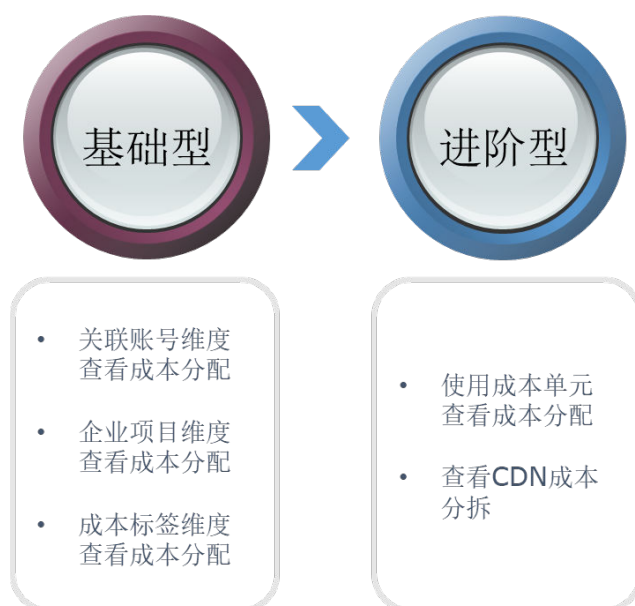 基础型
进阶型
• 关联账号维度
查看成本分配
• 企业项目维度
查看成本分配
• 成本标签维度
查看成本分配
• 使用成本单元
查看成本分配
• 查看CDN成本
分拆